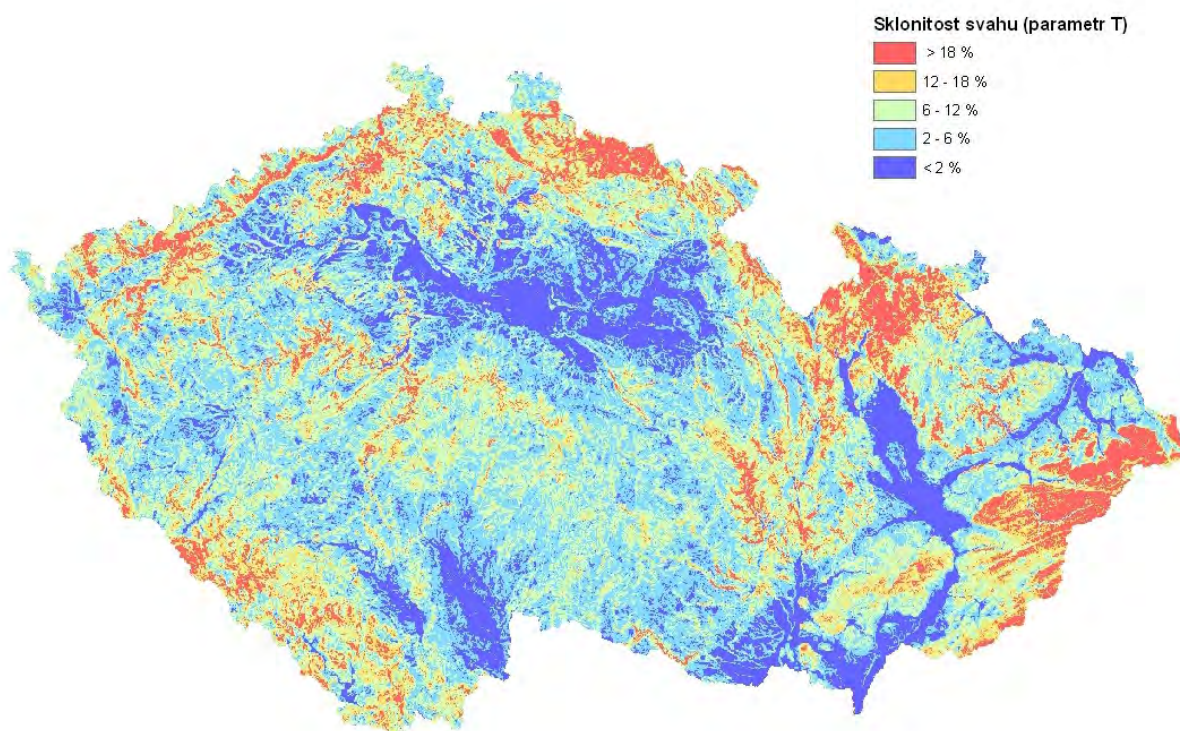 Sklonitost svahu (parametr T)
> 18 %
12 - 18 %
6 - 12 %
2 - 6 %
< 2 %